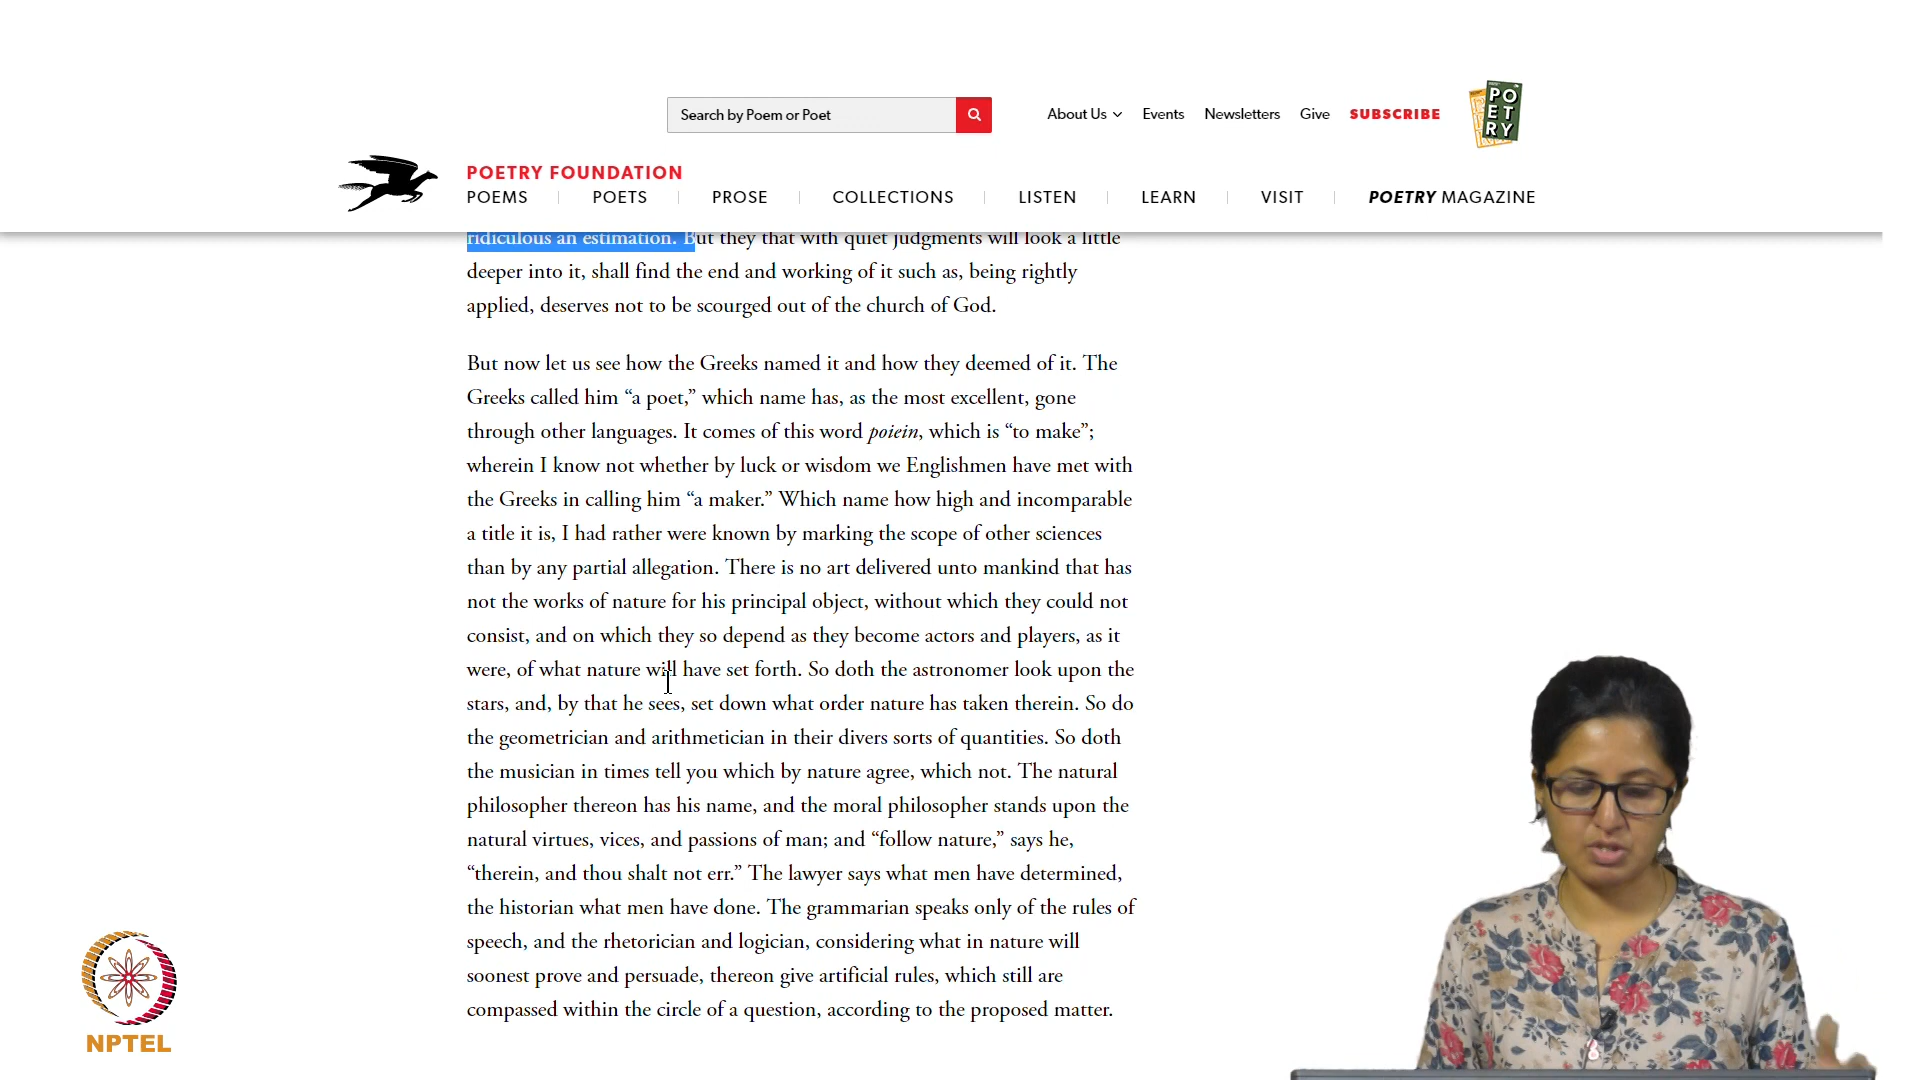 Search by Poem or Poet
About Us
Events
Newsletters
Give
SUBSCRIBE
PO
ET
RY
POETRY FOUNDATION
POEMS
POETS
PROSE
COLLECTIONS
LISTEN
LEARN
VISIT
POETRY MAGAZINE
ridiculous an estimation. But they that with quiet judgments will look a little
deeper into it, shall find the end and working of it such as, being rightly
applied, deserves not to be scourged out of the church of God.
But now let us see how the Greeks named it and how they deemed of it. The
Greeks called him “a poet,” which name has, as the most excellent, gone
through other languages. It comes of this word poiein, which is “to make”;
wherein I know not whether by luck or wisdom we Englishmen have met with
the Greeks in calling him “a maker.” Which name how high and incomparable
a title it is, I had rather were known by marking the scope of other sciences
than by any partial allegation. There is no art delivered unto mankind that has
not the works of nature for his principal object, without which they could not
consist, and on which they so depend as they become actors and players, as it
were, of what nature will have set forth. So doth the astronomer look upon the
stars, and, by that he sees, set down what order nature has taken therein. So do
the geometrician and arithmetician in their divers sorts of quantities. So doth
the musician in times tell you which by nature agree, which not. The natural
philosopher thereon has his name, and the moral philosopher stands upon the
natural virtues, vices, and passions of man; and “follow nature,” says he,
“therein, and thou shalt not err.” The lawyer says what men have determined,
the historian what men have done. The grammarian speaks only of the rules of
speech, and the rhetorician and logician, considering what in nature will
soonest prove and persuade, thereon give artificial rules, which still are
compassed within the circle of a question, according to the proposed matter.
NPTEL